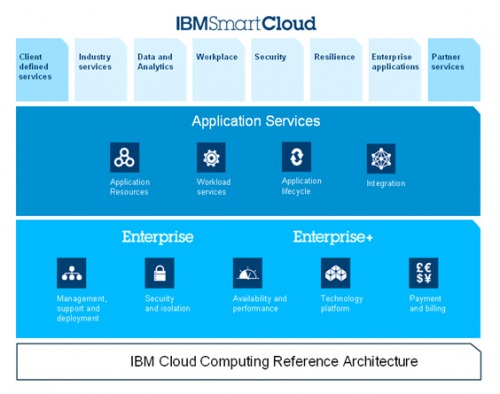 IBMSmartCloud
Client defined services
Industry services
Data and Analytics
Workplace
Security
Resilience
Enterprise applications
Partner services
Application Services
Application Resources
Workload services
Application lifecycle
Integration
Enterprise
Enterprise+
Management, support and deployment
Security and isolation
Availability and performance
Technology platform
£€
$¥
Payment and billing
IBM Cloud Computing Reference Architecture